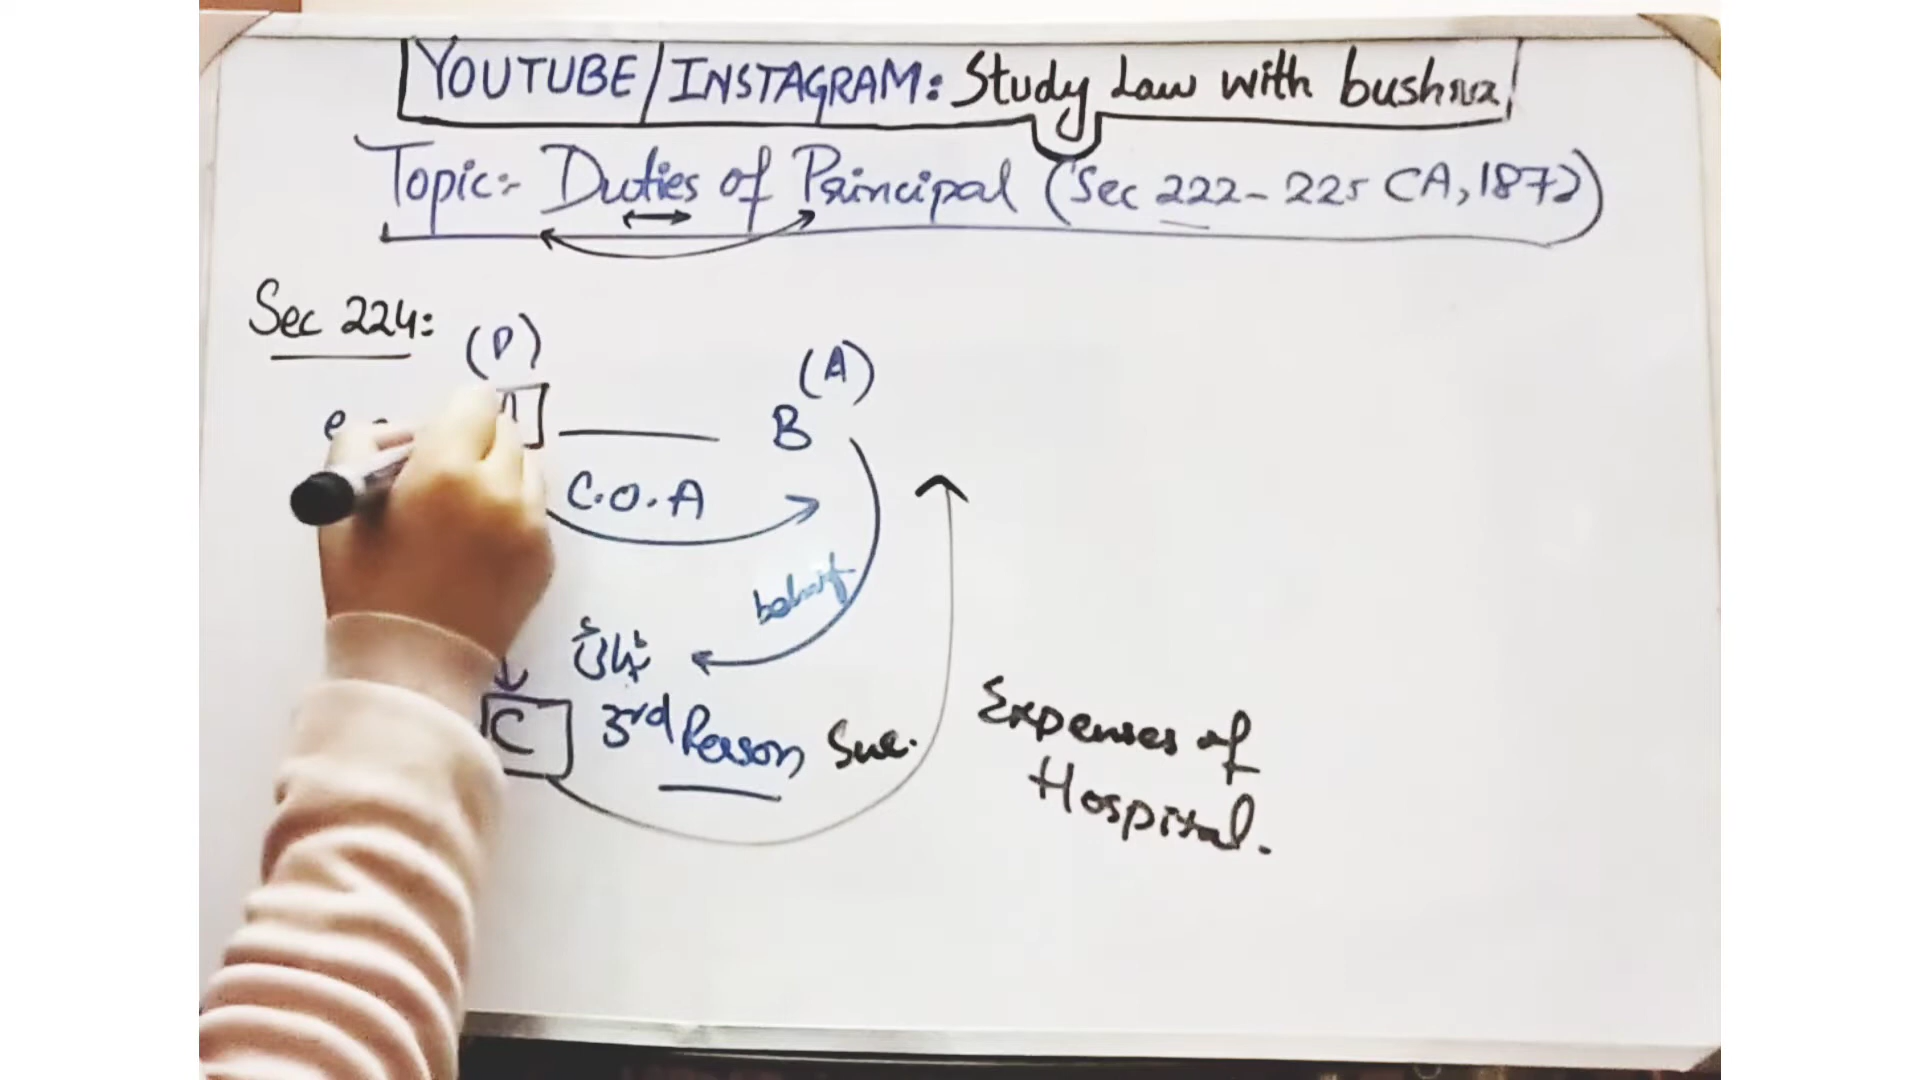 YOUTUBE/INSTAGRAM: Study Law with bushra
Topic:- Duties of Principal (Sec 222-225 CA, 1872)
Sec 224:
(P)
(A)
B
C.O.A
behalf
C
3rd Person Sue.
Expenses of
Hospital.